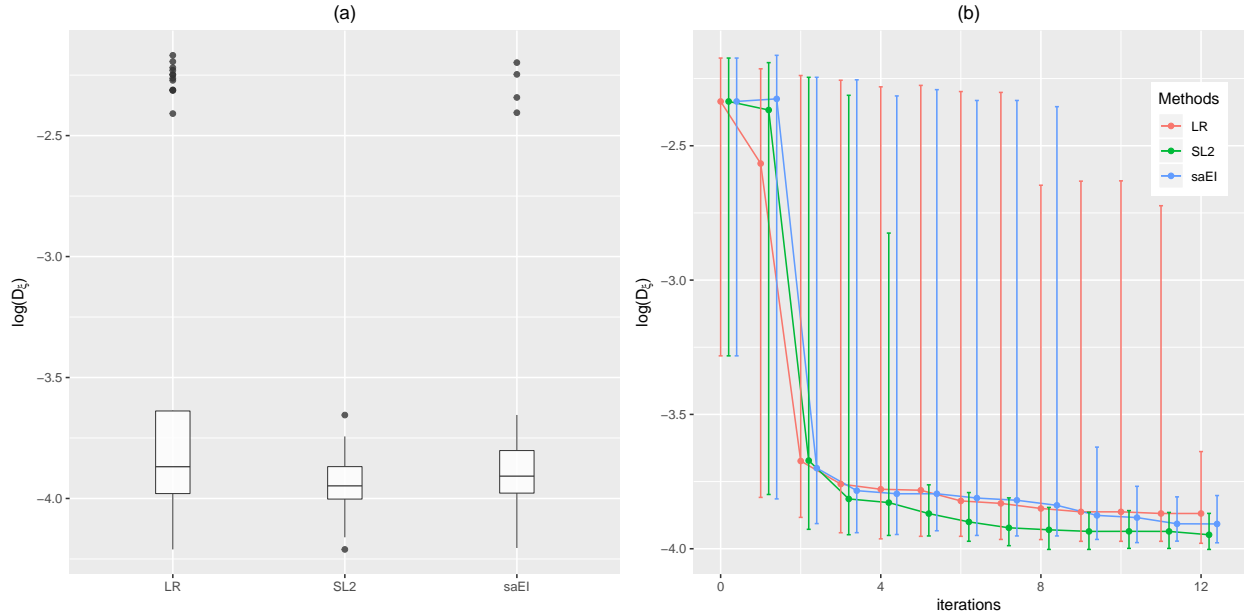 (a)
log(Dξ)
−2.5
−3.0
−3.5
−4.0
LR
SL2
saEI
(b)
log(Dξ)
−2.5
−3.0
−3.5
−4.0
0
4
8
12
iterations
Methods
LR
SL2
saEI